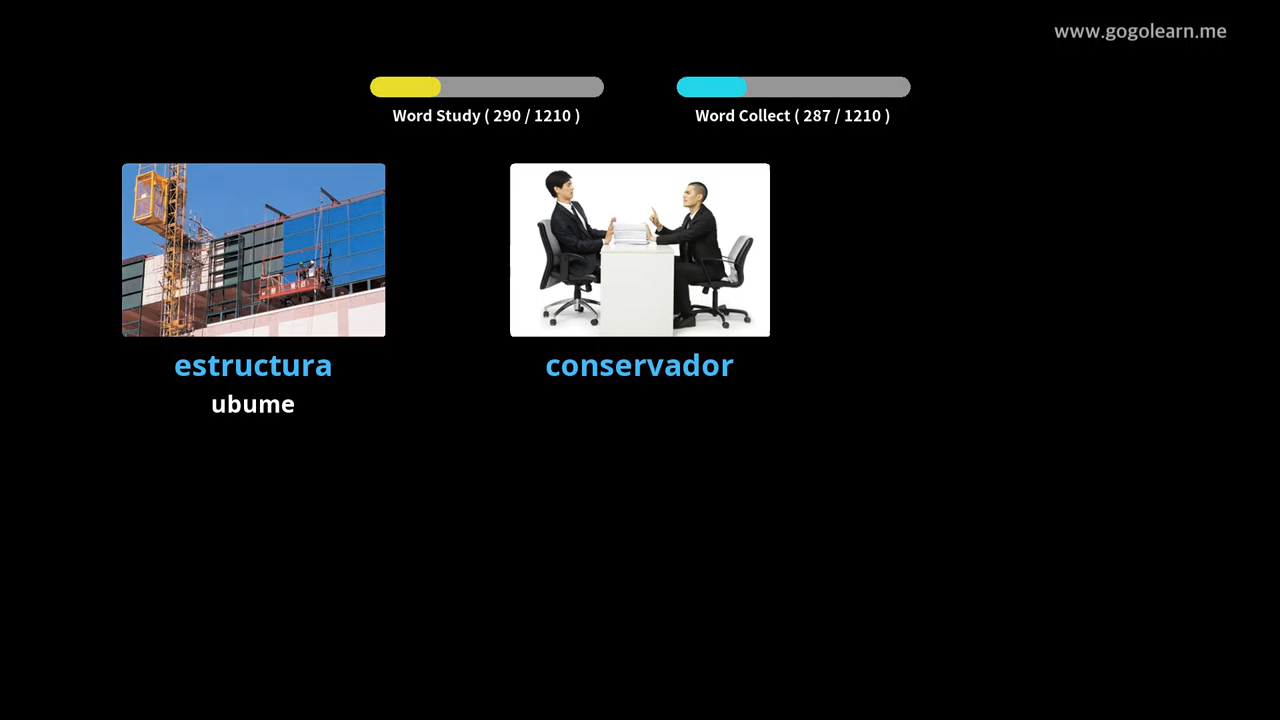 www.gogolearn.me
Word Study ( 290 / 1210 )
Word Collect ( 287 / 1210 )
estructura
ubume
conservador